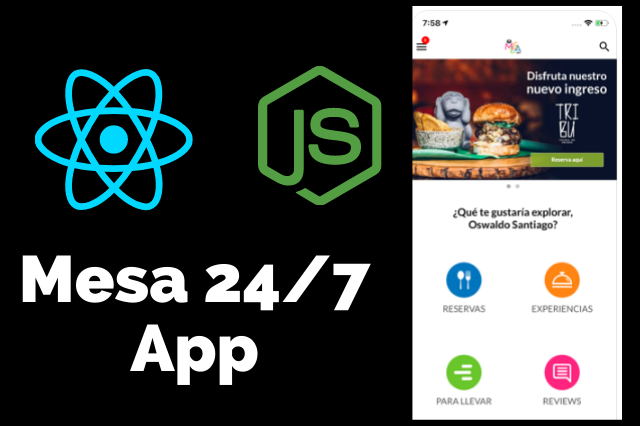 JS
Mesa 24/7
App
7:58
Disfruta nuestro
nuevo ingreso
TRI
BU
Reserva aquí
¿Qué te gustaría explorar,
Oswaldo Santiago?
RESERVAS
EXPERIENCIAS
PARA LLEVAR
REVIEWS